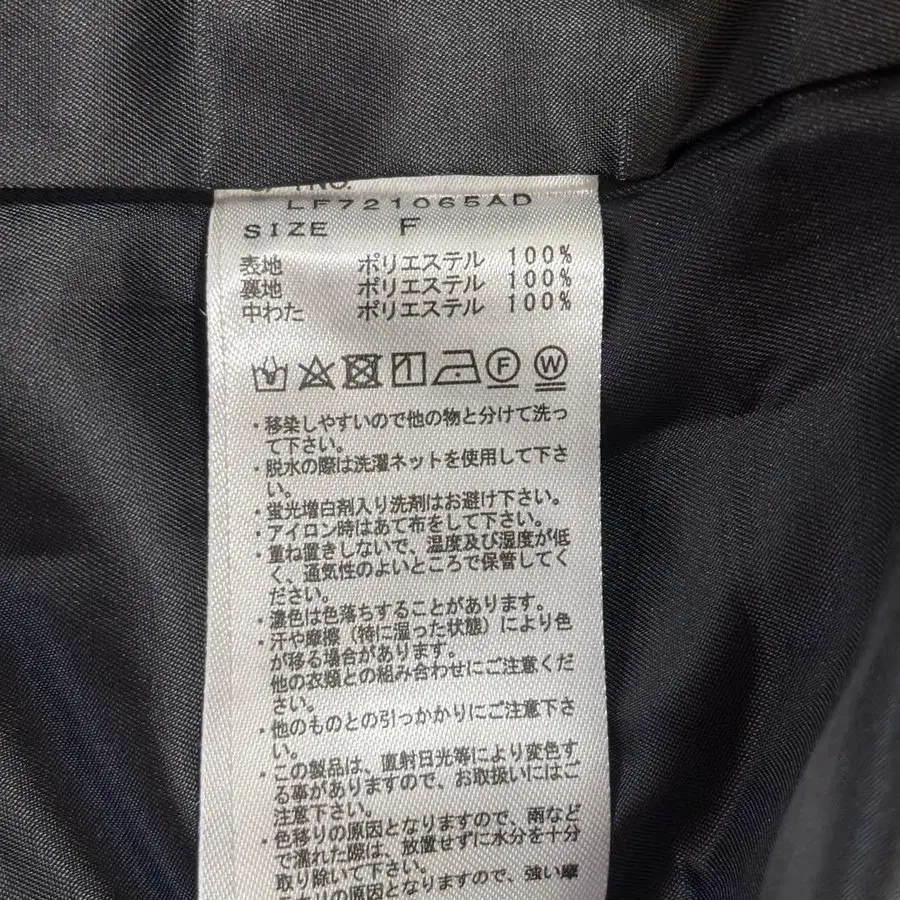 LF721065AD
SIZE F
表地 ポリエステル 100%
裏地 ポリエステル 100%
中わた ポリエステル 100%
F W
・移染しやすいので他の物と分けて洗っ
て下さい。
・脱水の際は洗濯ネットを使用して下さ
い。
・蛍光増白剤入り洗剤はお避け下さい。
・アイロン時はあて布をして下さい。
・重ね置きしないで、温度及び湿度が低
く、通気性のよいところで保管してく
ださい。
・濃色は色落ちすることがあります。
・汗や摩擦（特に湿った状態）により色
が移る場合があります。
他の衣類との組み合わせにご注意くだ
さい。
・他のものとの引っかかりにご注意下さ
い。
・この製品は、直射日光等により変色す
る事がありますので、お取扱いにはご
注意下さい。
・色移りの原因となりますので、雨など
で濡れた際は、放置せずに水分を十分
取り除いて下さい。
の原因となりますので、強い摩